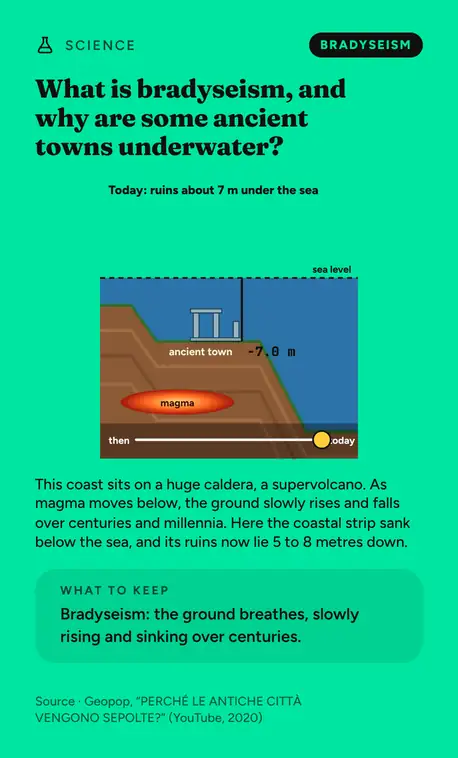 SCIENCE
BRADYSEISM
What is bradyseism, and
why are some ancient
towns underwater?
Today: ruins about 7 m under the sea
sea level
ancient town
-7.0 m
magma
then
today
This coast sits on a huge caldera, a supervolcano. As
magma moves below, the ground slowly rises and falls
over centuries and millennia. Here the coastal strip sank
below the sea, and its ruins now lie 5 to 8 metres down.
WHAT TO KEEP
Bradyseism: the ground breathes, slowly
rising and sinking over centuries.
Source · Geopop, “PERCHÉ LE ANTICHE CITTÀ
VENGONO SEPOLTE?” (YouTube, 2020)